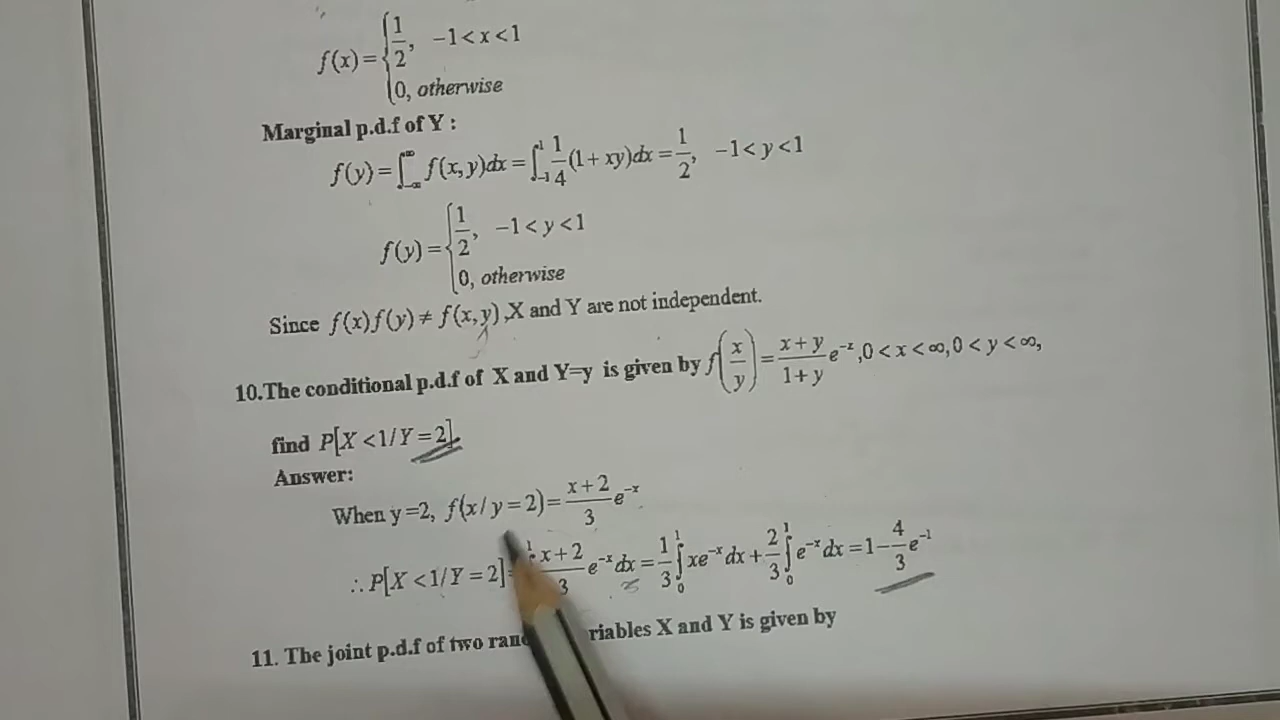 f(x) = { 1/2, −1 < x < 1
0, otherwise
Marginal p.d.f of Y :
f(y) = ∫_{−∞}^{∞} f(x, y)dx = ∫_{−1}^{1} 1/4 (1 + xy)dx = 1/2, −1 < y < 1
f(y) = { 1/2, −1 < y < 1
0, otherwise
Since f(x) f(y) ≠ f(x, y) ,X and Y are not independent.
10.The conditional p.d.f of X and Y=y is given by f(x/y) = (x + y)/(1 + y) e^{−x} ,0 < x < ∞,0 < y < ∞,
find P[X < 1/Y = 2]
Answer:
When y =2, f(x / y = 2) = (x + 2)/3 e^{−x}
∴ P[X < 1/Y = 2] = 1 x + 2/3 e^{−x} dx = 1/3 ∫_0^1 xe^{−x} dx + 2/3 ∫_0^1 e^{−x} dx = 1 − 4/3 e^{−1}
11. The joint p.d.f of two ran riables X and Y is given by